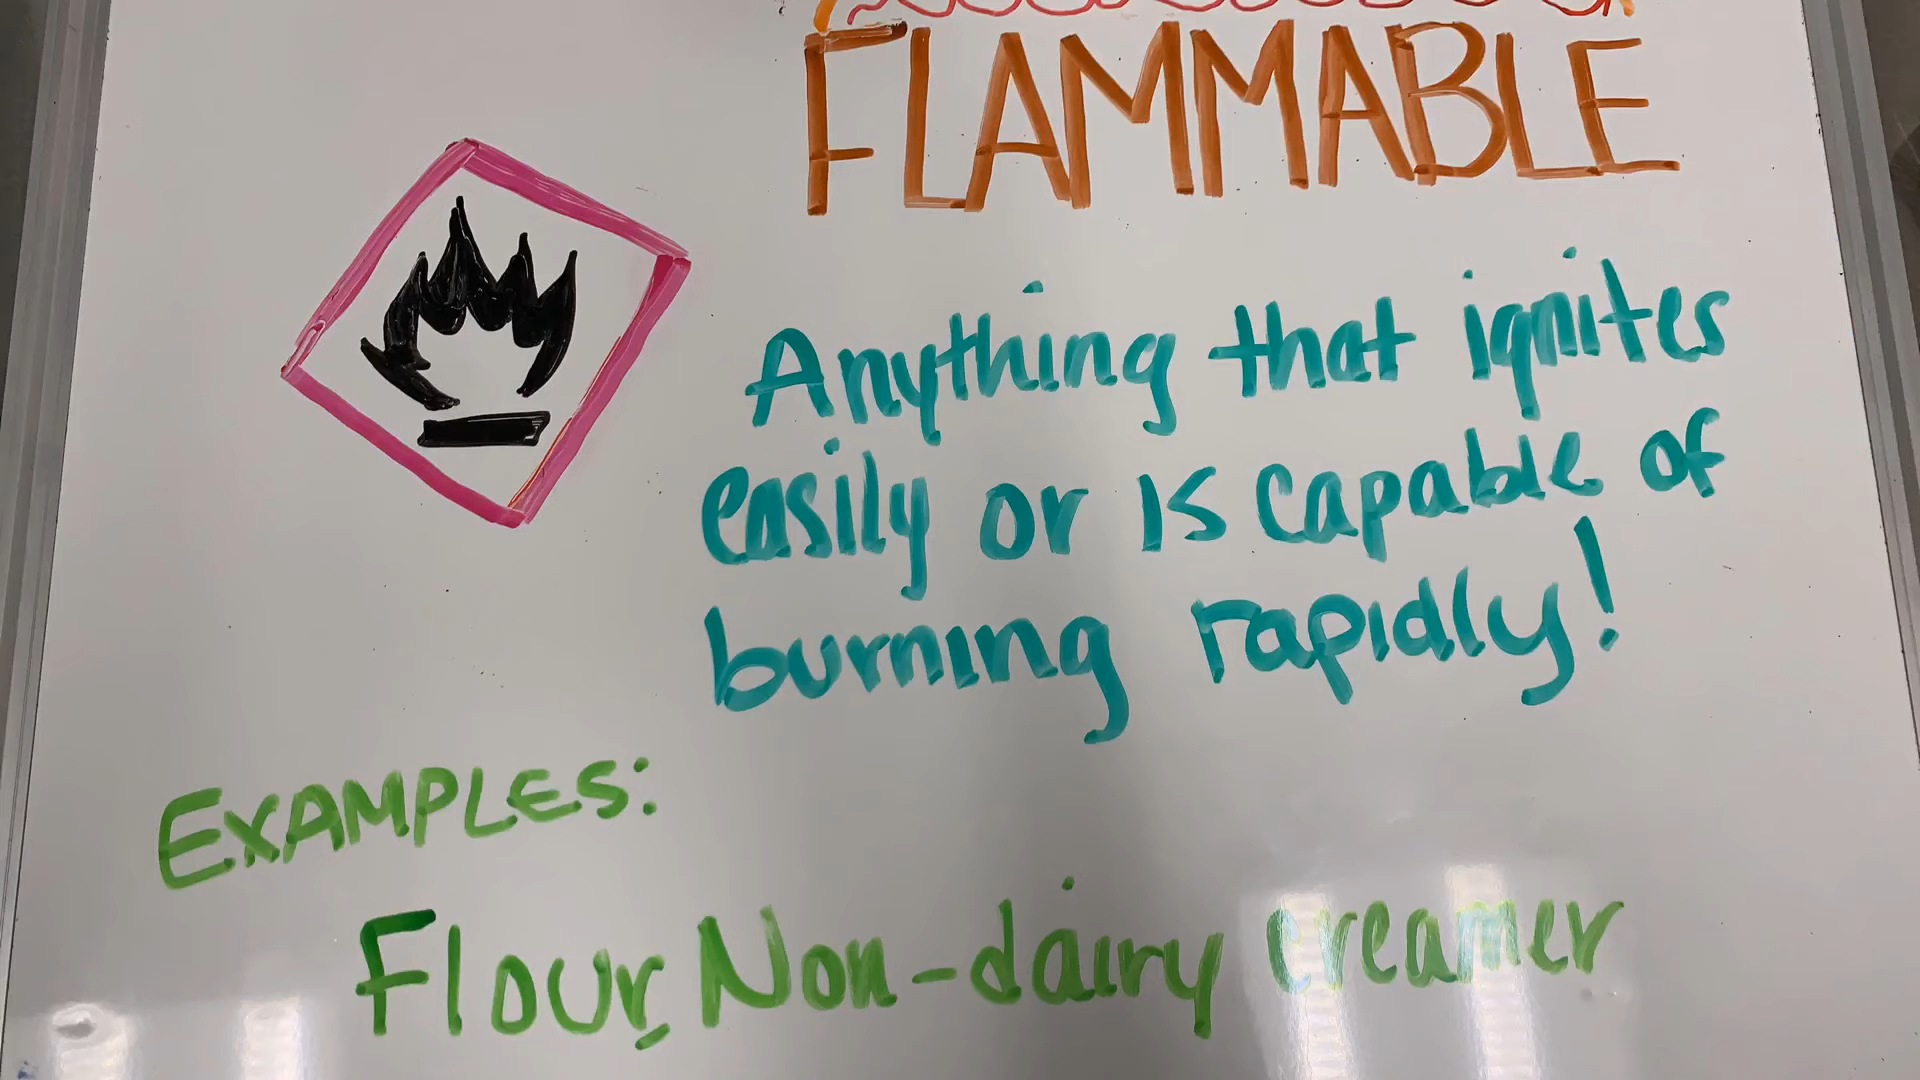 FLAMMABLE
Anything that ignites
easily or is capable of
burning rapidly!
EXAMPLES:
Flour, Non-dairy creamer